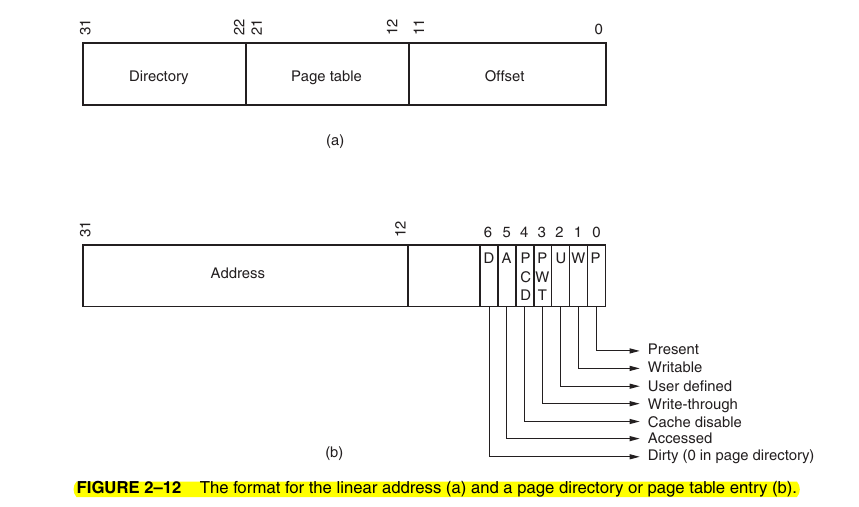 31 22 21 12 11 0
Directory Page table Offset
(a)
31 12 6 5 4 3 2 1 0
Address D A PCD PWT U W P
Present
Writable
User defined
Write-through
Cache disable
Accessed
(b) Dirty (0 in page directory)
FIGURE 2–12 The format for the linear address (a) and a page directory or page table entry (b).